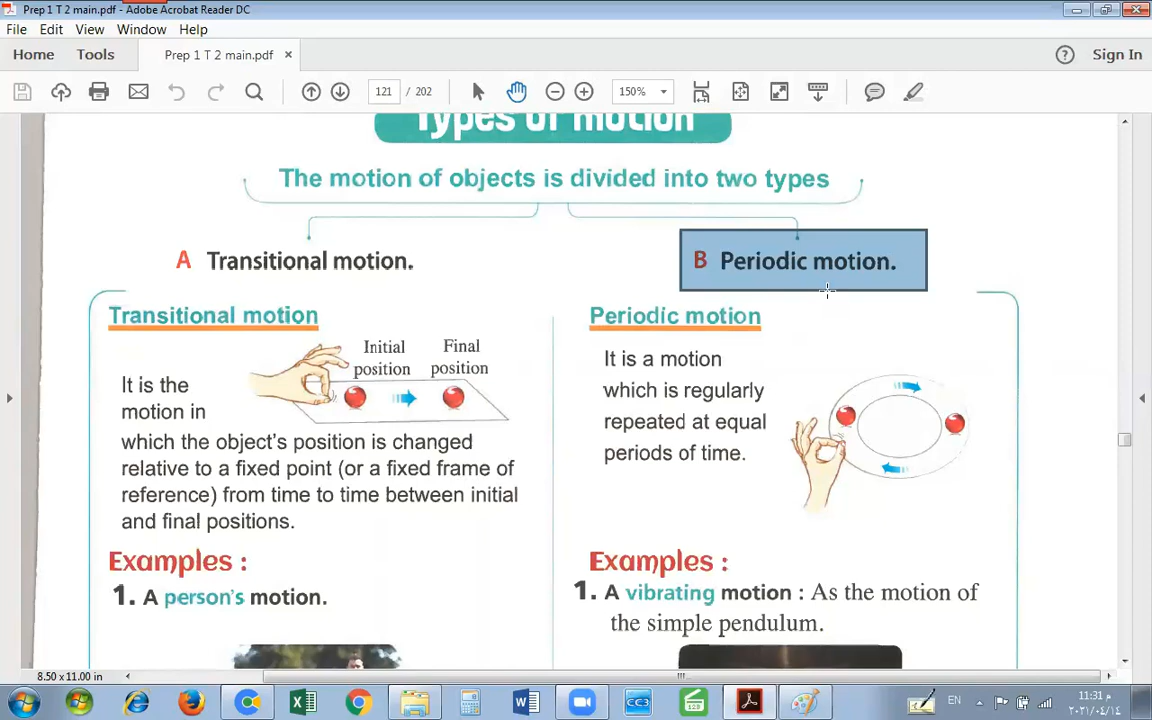 Prep 1 T 2 main.pdf - Adobe Acrobat Reader DC
File Edit View Window Help
Home Tools Prep 1 T 2 main.pdf × Sign In
121 / 202 150%
Types of motion
The motion of objects is divided into two types
A Transitional motion.
B Periodic motion.
Transitional motion
Initial position
Final position
It is the
motion in
which the object's position is changed
relative to a fixed point (or a fixed frame of
reference) from time to time between initial
and final positions.
Examples :
1. A person's motion.
Periodic motion
It is a motion
which is regularly
repeated at equal
periods of time.
Examples :
1. A vibrating motion : As the motion of
the simple pendulum.
8.50 x 11.00 in
EN
11:31 م
٢٠٢١/٠٤/١٤
CC3
123